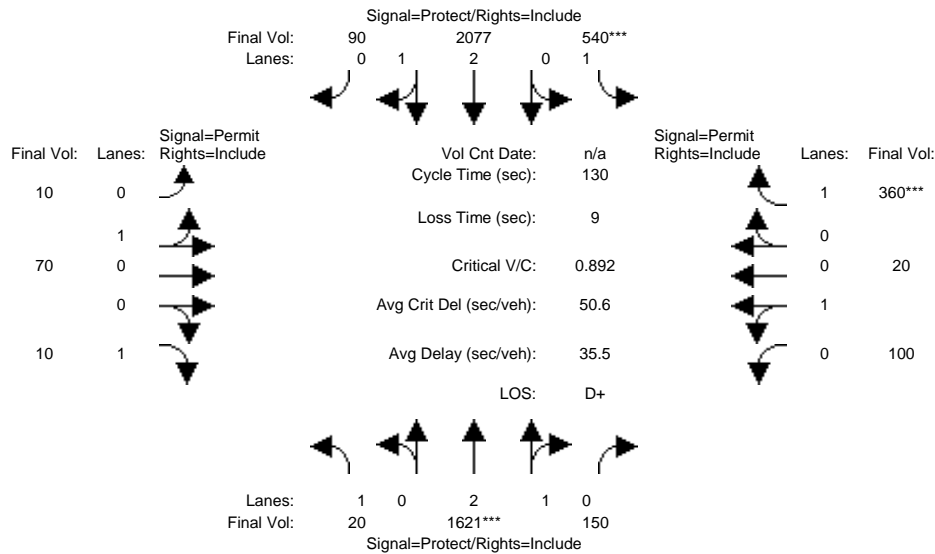 Signal=Protect/Rights=Include
Final Vol: 90 2077 540***
Lanes: 0 1 2 0 1
Signal=Permit
Final Vol: Lanes: Rights=Include
Vol Cnt Date: n/a
Signal=Permit
Rights=Include Lanes: Final Vol:
Cycle Time (sec): 130
10 0
1 360***
Loss Time (sec): 9
1
0
70 0
Critical V/C: 0.892
0 20
0
Avg Crit Del (sec/veh): 50.6
1
10 1
Avg Delay (sec/veh): 35.5
0 100
LOS: D+
Lanes: 1 0 2 1 0
Final Vol: 20 1621*** 150
Signal=Protect/Rights=Include